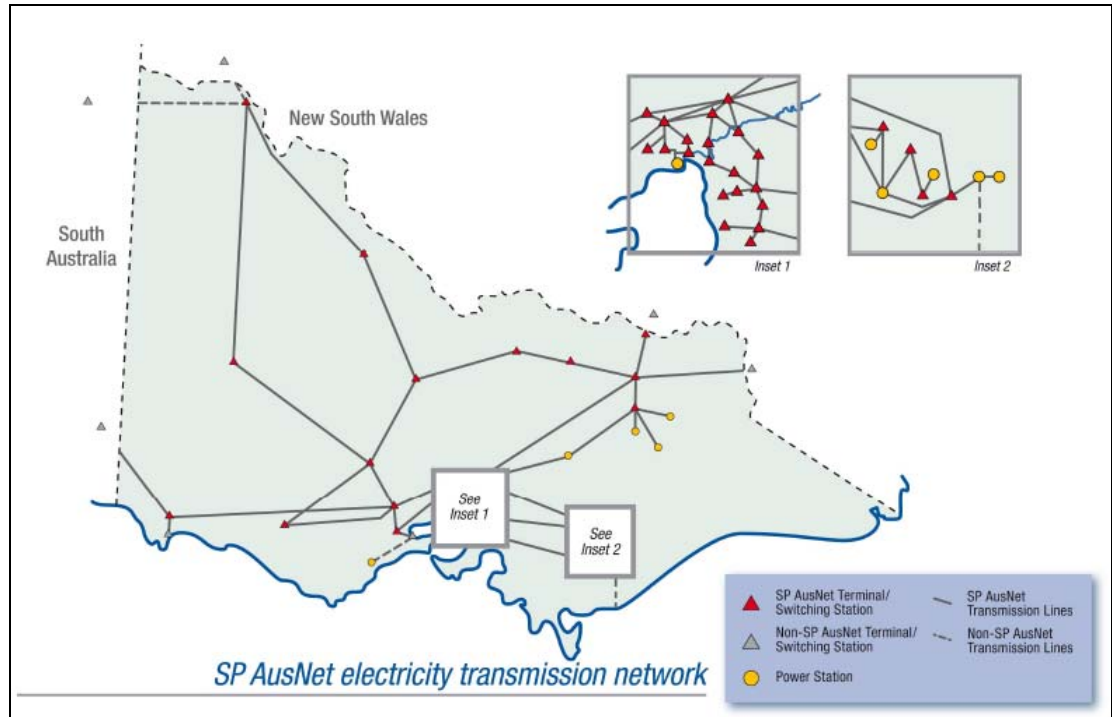 New South Wales
South
Australia
Inset 1
Inset 2
See
Inset 1
See
Inset 2
SP AusNet Terminal/
Switching Station
Non-SP AusNet Terminal/
Switching Station
Power Station
SP AusNet
Transmission Lines
Non-SP AusNet
Transmission Lines
SP AusNet electricity transmission network